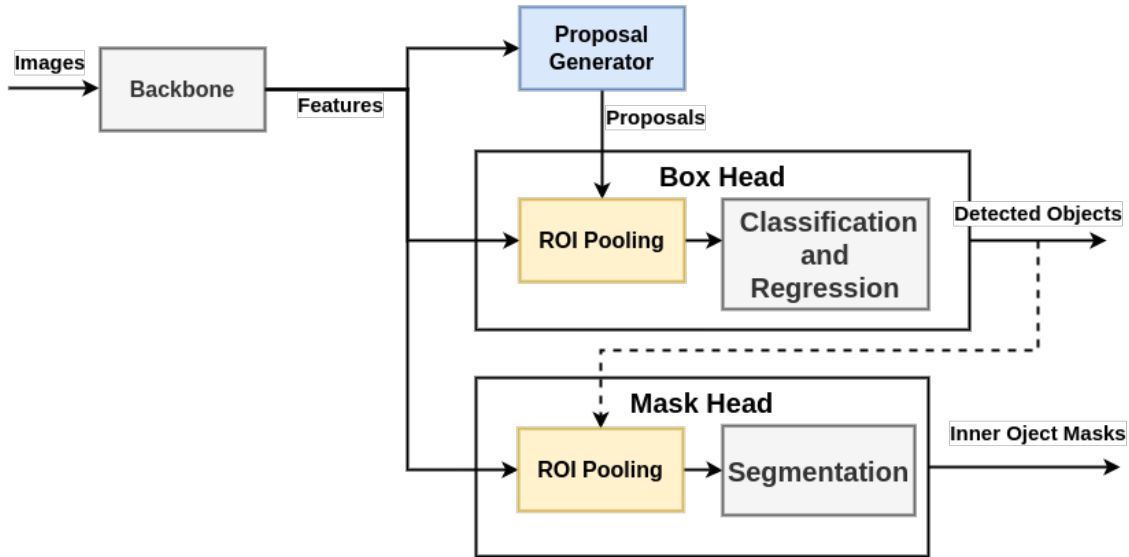 Images
Backbone
Features
Proposal
Generator
Proposals
Box Head
ROI Pooling
Classification
and
Regression
Detected Objects
Mask Head
ROI Pooling
Segmentation
Inner Oject Masks